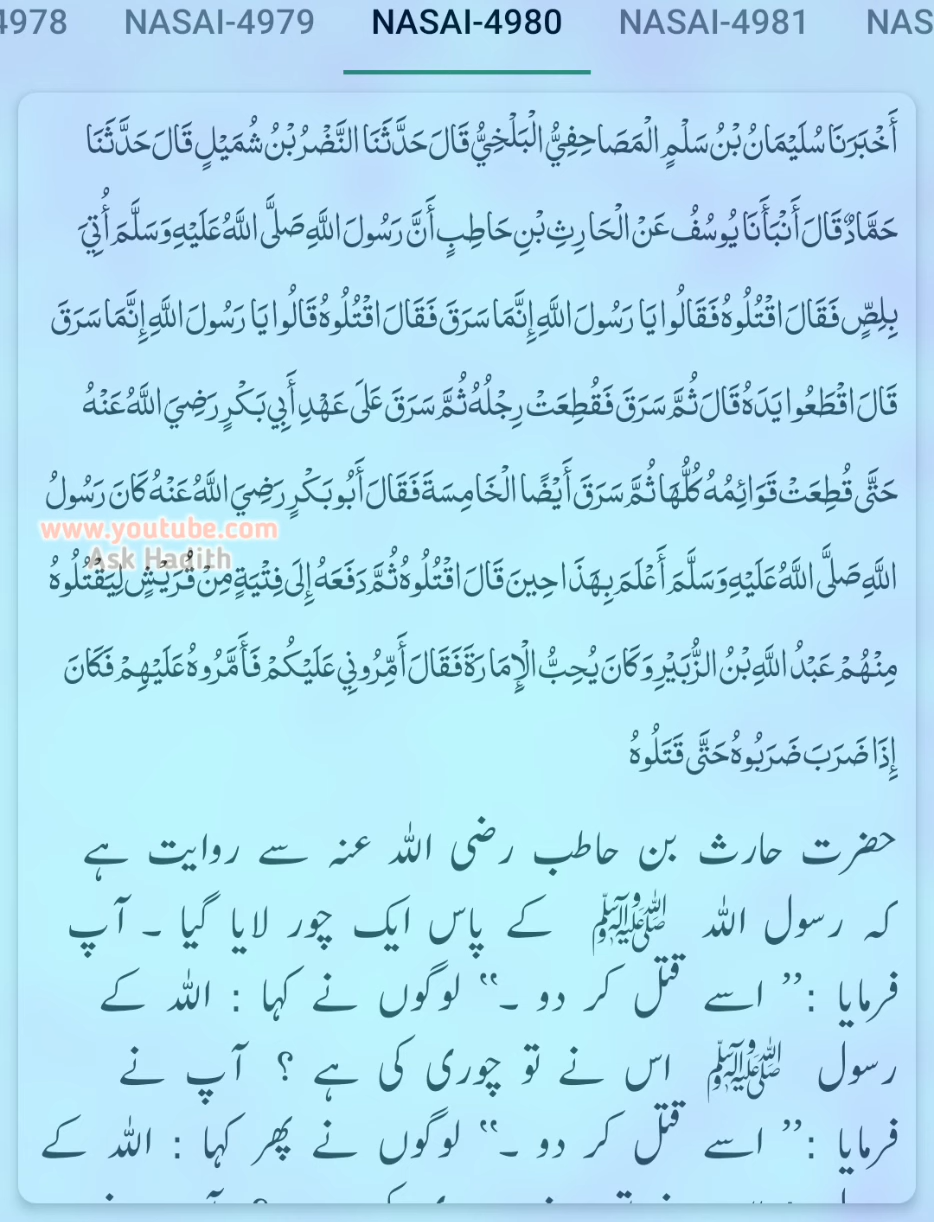 4978 NASAI-4979 NASAI-4980 NASAI-4981 NAS
أَخْبَرَنَا سُلَيْمَانُ بْنُ سَلْمٍ الْمَصَاحِفِيُّ الْبَلْخِيُّ قَالَ حَدَّثَنَا النَّضْرُ بْنُ شُمَيْلٍ قَالَ حَدَّثَنَا
حَمَّادٌ قَالَ أَنْبَأَنَا يُوسُفُ عَنْ الْحَارِثِ بْنِ حَاطِبٍ أَنَّ رَسُولَ اللَّهِ صَلَّى اللَّهُ عَلَيْهِ وَسَلَّمَ أُتِيَ
بِلِصٍّ فَقَالَ اقْتُلُوهُ فَقَالُوا يَا رَسُولَ اللَّهِ إِنَّمَا سَرَقَ فَقَالَ اقْتُلُوهُ قَالُوا يَا رَسُولَ اللَّهِ إِنَّمَا سَرَقَ
قَالَ اقْطَعُوا يَدَهُ قَالَ ثُمَّ سَرَقَ فَقُطِعَتْ رِجْلُهُ ثُمَّ سَرَقَ عَلَى عَهْدِ أَبِي بَكْرٍ رَضِيَ اللَّهُ عَنْهُ
حَتَّى قُطِعَتْ قَوَائِمُهُ كُلُّهَا ثُمَّ سَرَقَ أَيْضًا الْخَامِسَةَ فَقَالَ أَبُو بَكْرٍ رَضِيَ اللَّهُ عَنْهُ كَانَ رَسُولُ
www.youtube.com
Ask Hadith
اللَّهِ صَلَّى اللَّهُ عَلَيْهِ وَسَلَّمَ أَعْلَمَ بِهَذَا حِينَ قَالَ اقْتُلُوهُ ثُمَّ دَفَعَهُ إِلَى فِتْيَةٍ مِنْ قُرَيْشٍ لِيَقْتُلُوهُ
مِنْهُمْ عَبْدُ اللَّهِ بْنُ الزُّبَيْرِ وَكَانَ يُحِبُّ الْإِمَارَةَ فَقَالَ أَمِّرُونِي عَلَيْكُمْ فَأَمَّرُوهُ عَلَيْهِمْ فَكَانَ
إِذَا ضَرَبَ ضَرَبُوهُ حَتَّى قَتَلُوهُ
حضرت حارث بن حاطب رضی اللہ عنہ سے روایت ہے
کہ رسول اللہ ﷺ کے پاس ایک چور لایا گیا ۔ آپ
فرمایا :’’ اسے قتل کر دو ۔‘‘ لوگوں نے کہا : اللہ کے
رسول ﷺ اس نے تو چوری کی ہے ؟ آپ نے
فرمایا :’’ اسے قتل کر دو ۔‘‘ لوگوں نے پھر کہا : اللہ کے